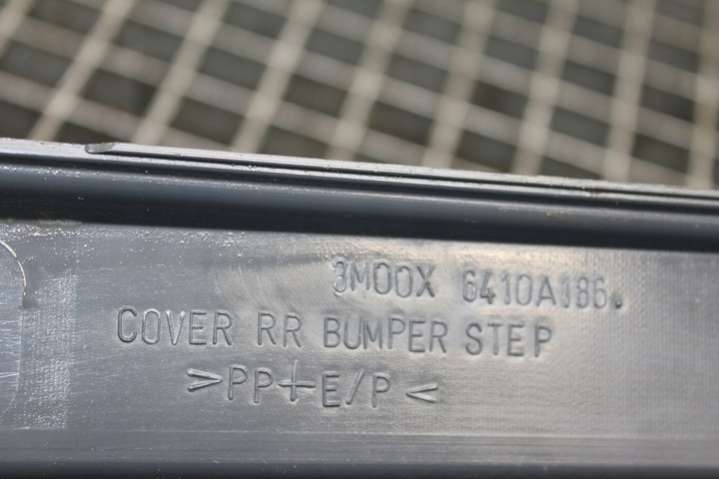 3M00X 6410A186
COVER RR BUMPER STEP
>PP+E/P<